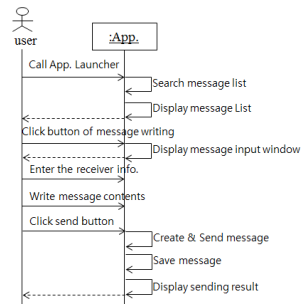 user
:App.
Call App. Launcher
Search message list
Display message List
Click button of message writing
Display message input window
Enter the receiver info.
Write message contents
Click send button
Create & Send message
Save message
Display sending result